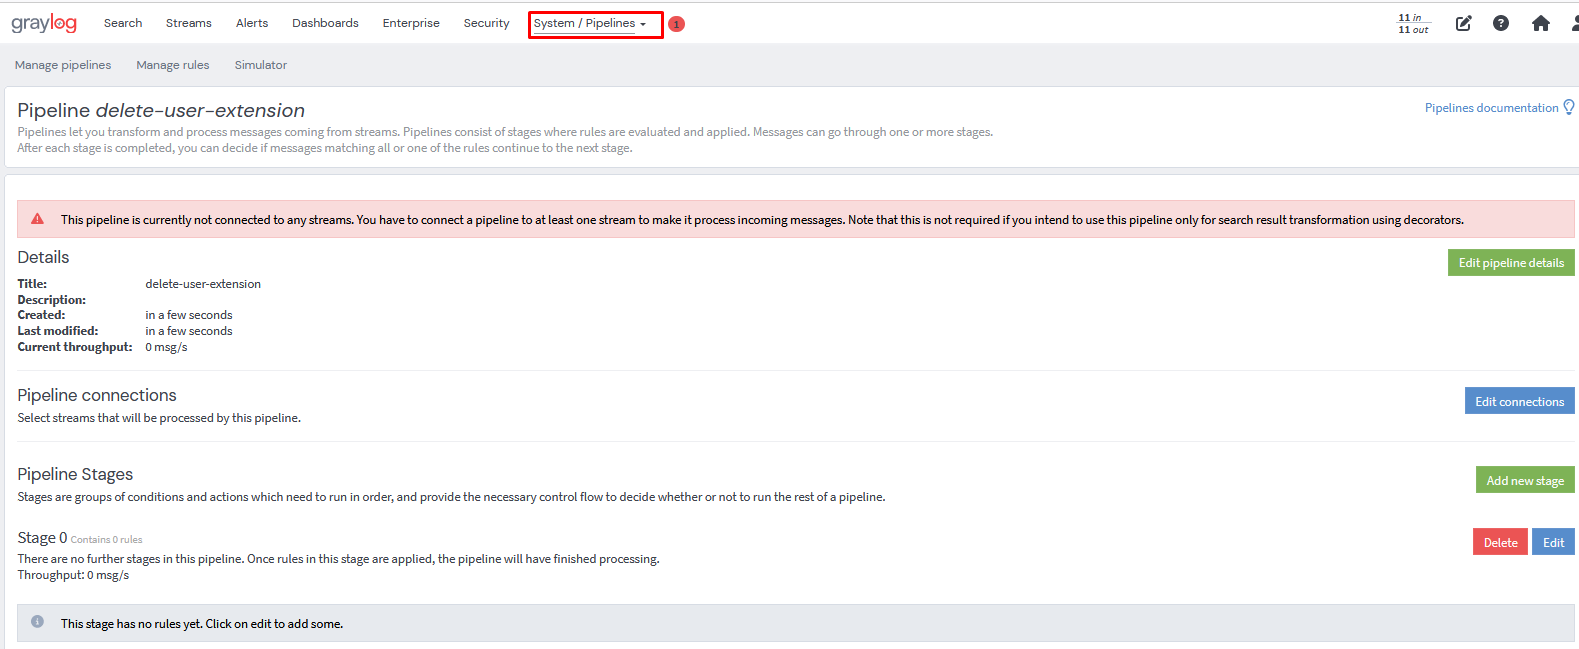 graylog Search Streams Alerts Dashboards Enterprise Security System / Pipelines 1 11 in
11 out
Manage pipelines Manage rules Simulator
Pipeline delete-user-extension Pipelines documentation
Pipelines let you transform and process messages coming from streams. Pipelines consist of stages where rules are evaluated and applied. Messages can go through one or more stages.
After each stage is completed, you can decide if messages matching all or one of the rules continue to the next stage.
This pipeline is currently not connected to any streams. You have to connect a pipeline to at least one stream to make it process incoming messages. Note that this is not required if you intend to use this pipeline only for search result transformation using decorators.
Details Edit pipeline details
Title: delete-user-extension
Description:
Created: in a few seconds
Last modified: in a few seconds
Current throughput: 0 msg/s
Pipeline connections Edit connections
Select streams that will be processed by this pipeline.
Pipeline Stages Add new stage
Stages are groups of conditions and actions which need to run in order, and provide the necessary control flow to decide whether or not to run the rest of a pipeline.
Stage 0 Contains 0 rules Delete Edit
There are no further stages in this pipeline. Once rules in this stage are applied, the pipeline will have finished processing.
Throughput: 0 msg/s
This stage has no rules yet. Click on edit to add some.